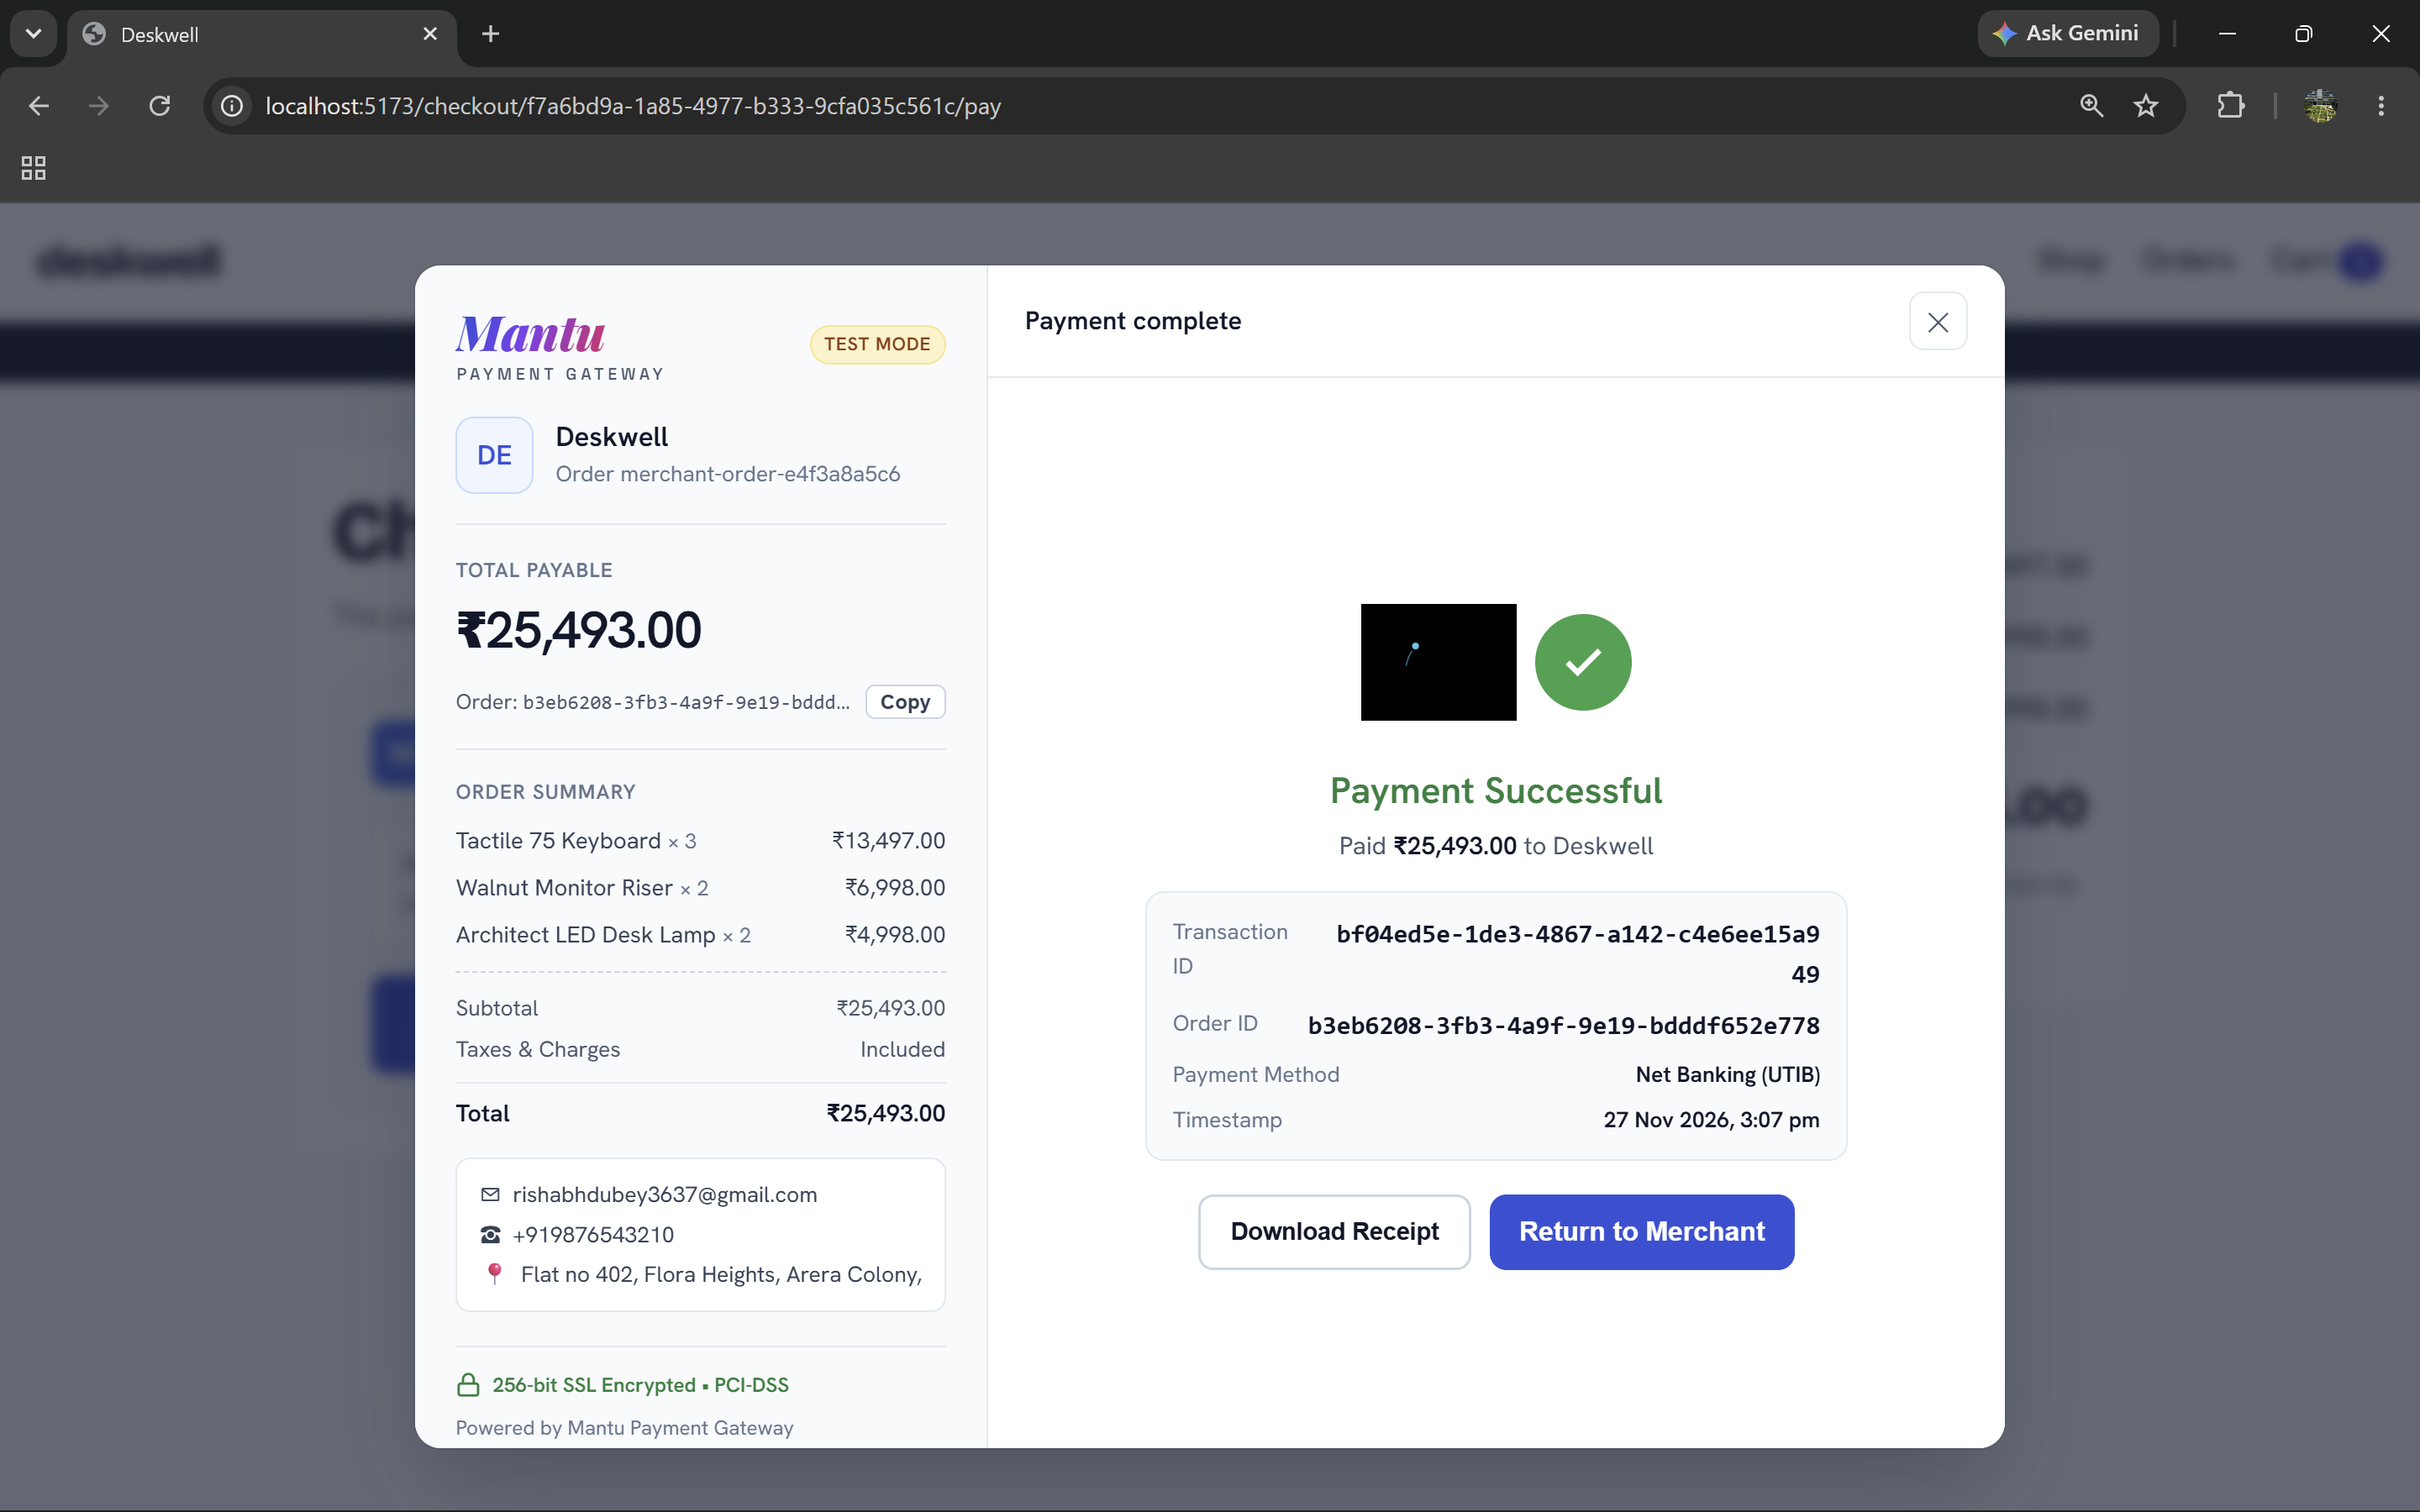 Deskwell
Ask Gemini
localhost:5173/checkout/f7a6bd9a-1a85-4977-b333-9cfa035c561c/pay
deskwell
Shop Orders Cart
Mantu
PAYMENT GATEWAY
TEST MODE
DE
Deskwell
Order merchant-order-e4f3a8a5c6
TOTAL PAYABLE
₹25,493.00
Order: b3eb6208-3fb3-4a9f-9e19-bddd... Copy
ORDER SUMMARY
Tactile 75 Keyboard × 3 ₹13,497.00
Walnut Monitor Riser × 2 ₹6,998.00
Architect LED Desk Lamp × 2 ₹4,998.00
Subtotal ₹25,493.00
Taxes & Charges Included
Total ₹25,493.00
rishabhdubey3637@gmail.com
+919876543210
Flat no 402, Flora Heights, Arera Colony,
256-bit SSL Encrypted • PCI-DSS
Powered by Mantu Payment Gateway
Payment complete
Payment Successful
Paid ₹25,493.00 to Deskwell
Transaction ID bf04ed5e-1de3-4867-a142-c4e6ee15a9
49
Order ID b3eb6208-3fb3-4a9f-9e19-bdddf652e778
Payment Method Net Banking (UTIB)
Timestamp 27 Nov 2026, 3:07 pm
Download Receipt Return to Merchant